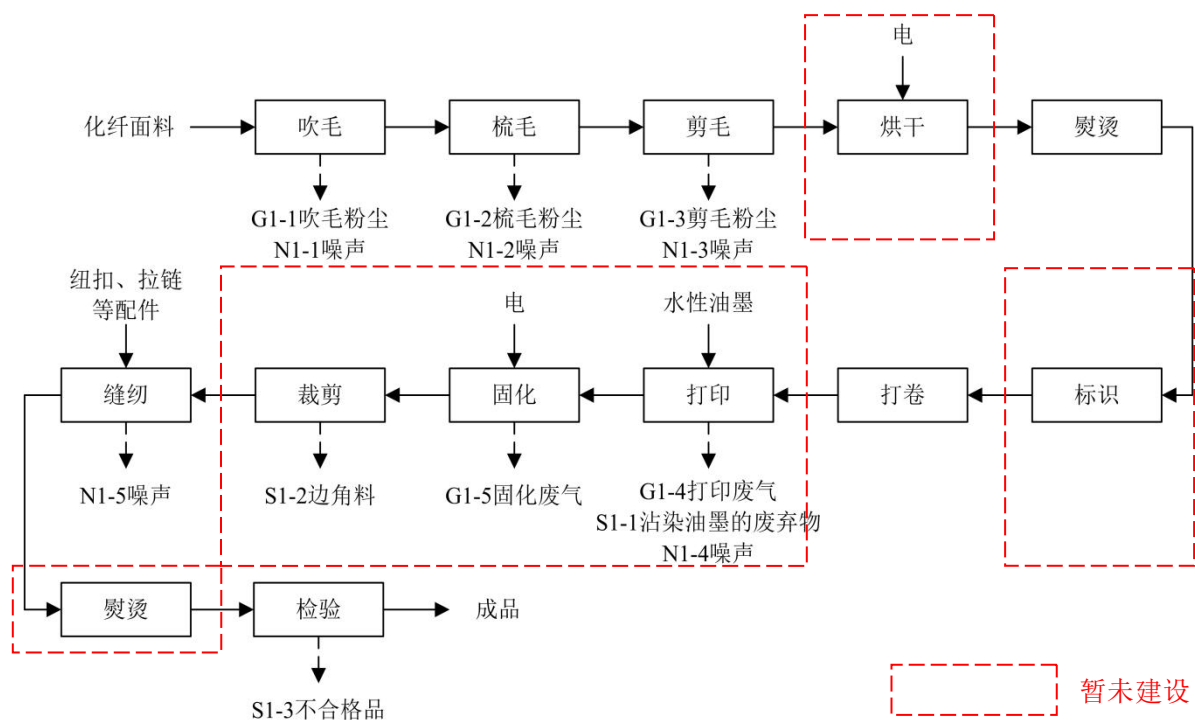 电
化纤面料
吹毛
梳毛
剪毛
烘干
熨烫
G1-1吹毛粉尘
N1-1噪声
G1-2梳毛粉尘
N1-2噪声
G1-3剪毛粉尘
N1-3噪声
纽扣、拉链
等配件
电
水性油墨
缝纫
裁剪
固化
打印
打卷
标识
N1-5噪声
S1-2边角料
G1-5固化废气
G1-4打印废气
S1-1沾染油墨的废弃物
N1-4噪声
熨烫
检验
成品
S1-3不合格品
暂未建设